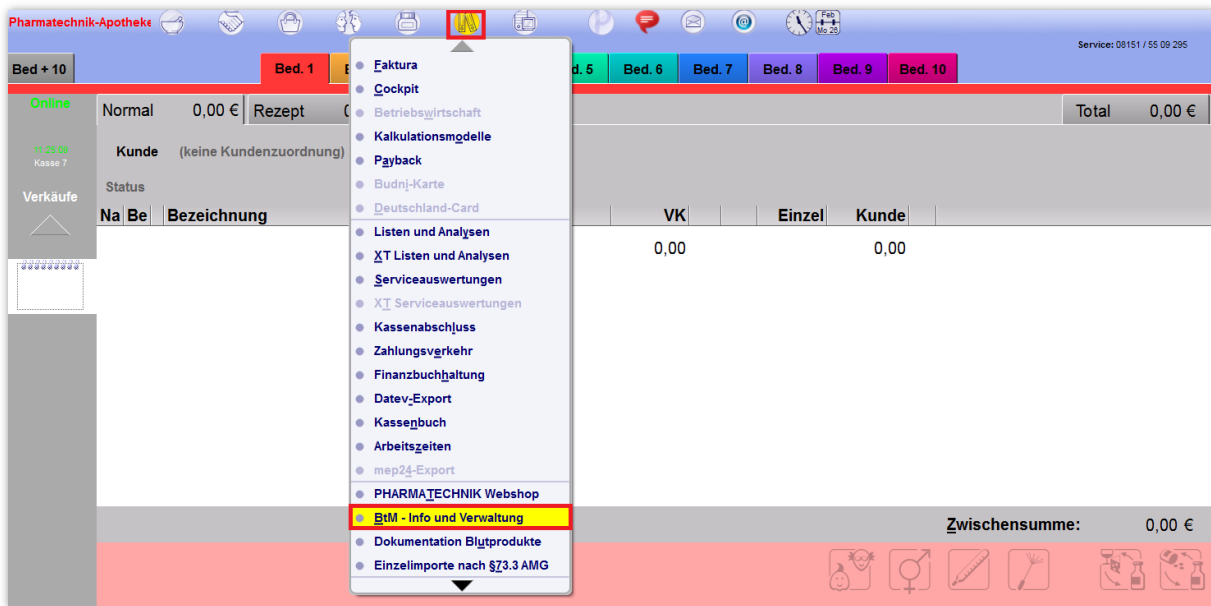 Pharmatechnik-Apotheke
Feb
Mo 26
Service: 08151 / 55 09 295
Bed + 10
Bed. 1
d. 5
Bed. 6
Bed. 7
Bed. 8
Bed. 9
Bed. 10
Online
Normal 0,00 € Rezept
Total 0,00 €
Kasse 7
Kunde (keine Kundenzuordnung)
Status
Verkäufe
Na Be Bezeichnung VK Einzel Kunde
0,00 0,00
Faktura
Cockpit
Betriebswirtschaft
Kalkulationsmodelle
Payback
Budni-Karte
Deutschland-Card
Listen und Analysen
XT Listen und Analysen
Serviceauswertungen
XT Serviceauswertungen
Kassenabschluss
Zahlungsverkehr
Finanzbuchhaltung
Datev-Export
Kassenbuch
Arbeitszeiten
mep24-Export
PHARMATECHNIK Webshop
BtM - Info und Verwaltung
Dokumentation Blutprodukte
Einzelimporte nach §73.3 AMG
Zwischensumme: 0,00 €